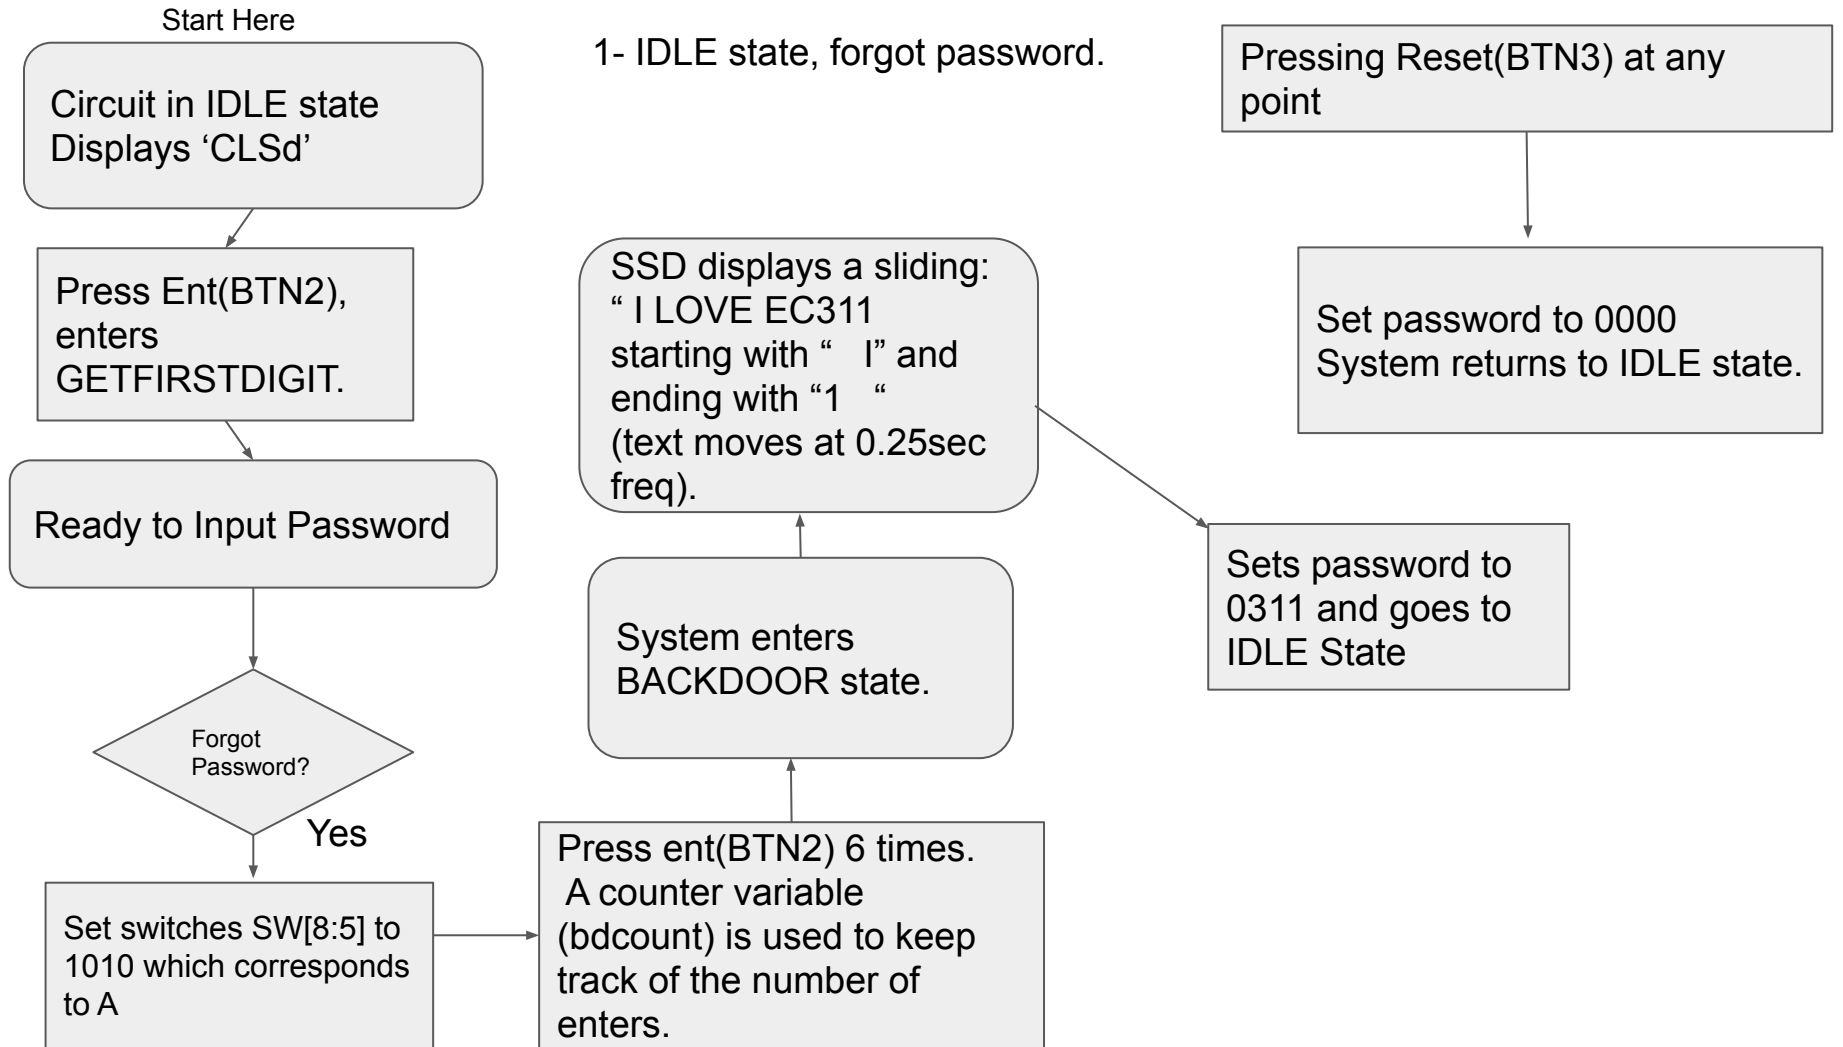 Start Here
Circuit in IDLE state
Displays ‘CLSd’
Press Ent(BTN2),
enters
GETFIRSTDIGIT.
Ready to Input Password
Forgot
Password?
Yes
Set switches SW[8:5] to
1010 which corresponds
to A
Press ent(BTN2) 6 times.
A counter variable
(bdcount) is used to keep
track of the number of
enters.
System enters
BACKDOOR state.
SSD displays a sliding:
“ I LOVE EC311
starting with “   I” and
ending with “1   “
(text moves at 0.25sec
freq).
Sets password to
0311 and goes to
IDLE State
1- IDLE state, forgot password.
Pressing Reset(BTN3) at any
point
Set password to 0000
System returns to IDLE state.